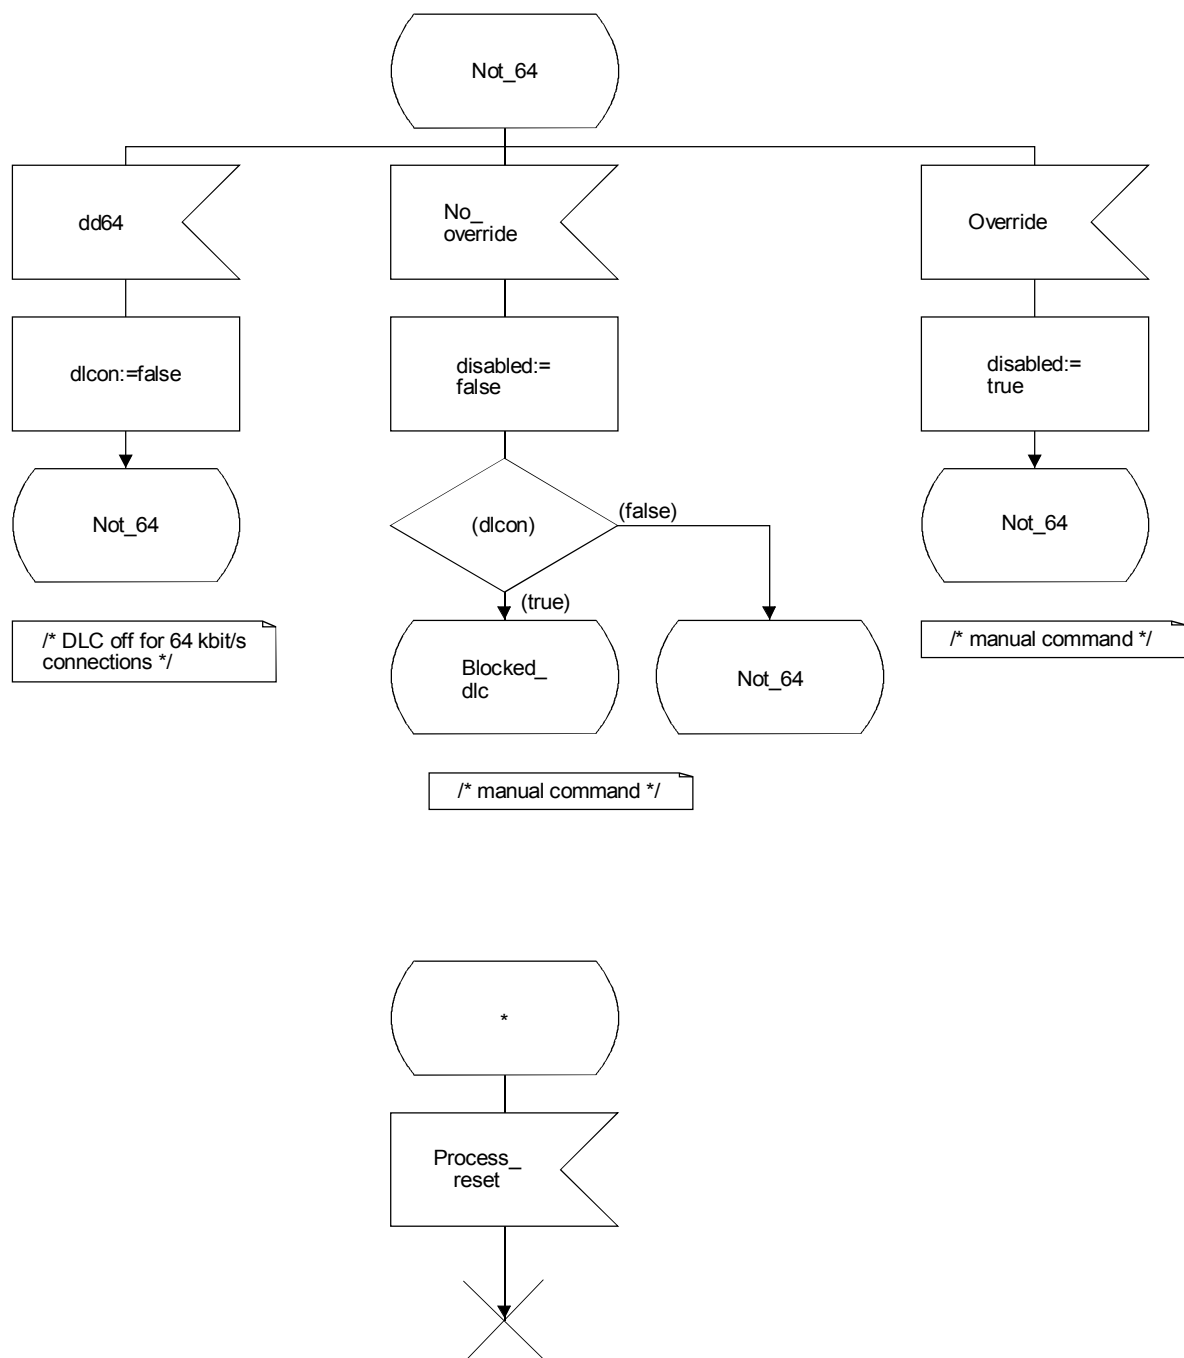 Not_64
dd64
No_
override
Override
dlcon:=false
disabled:=
false
disabled:=
true
Not_64
(dlcon)
(false)
(true)
Not_64
/* DLC off for 64 kbit/s
connections */
Blocked_
dlc
Not_64
/* manual command */
/* manual command */
*
Process_
reset